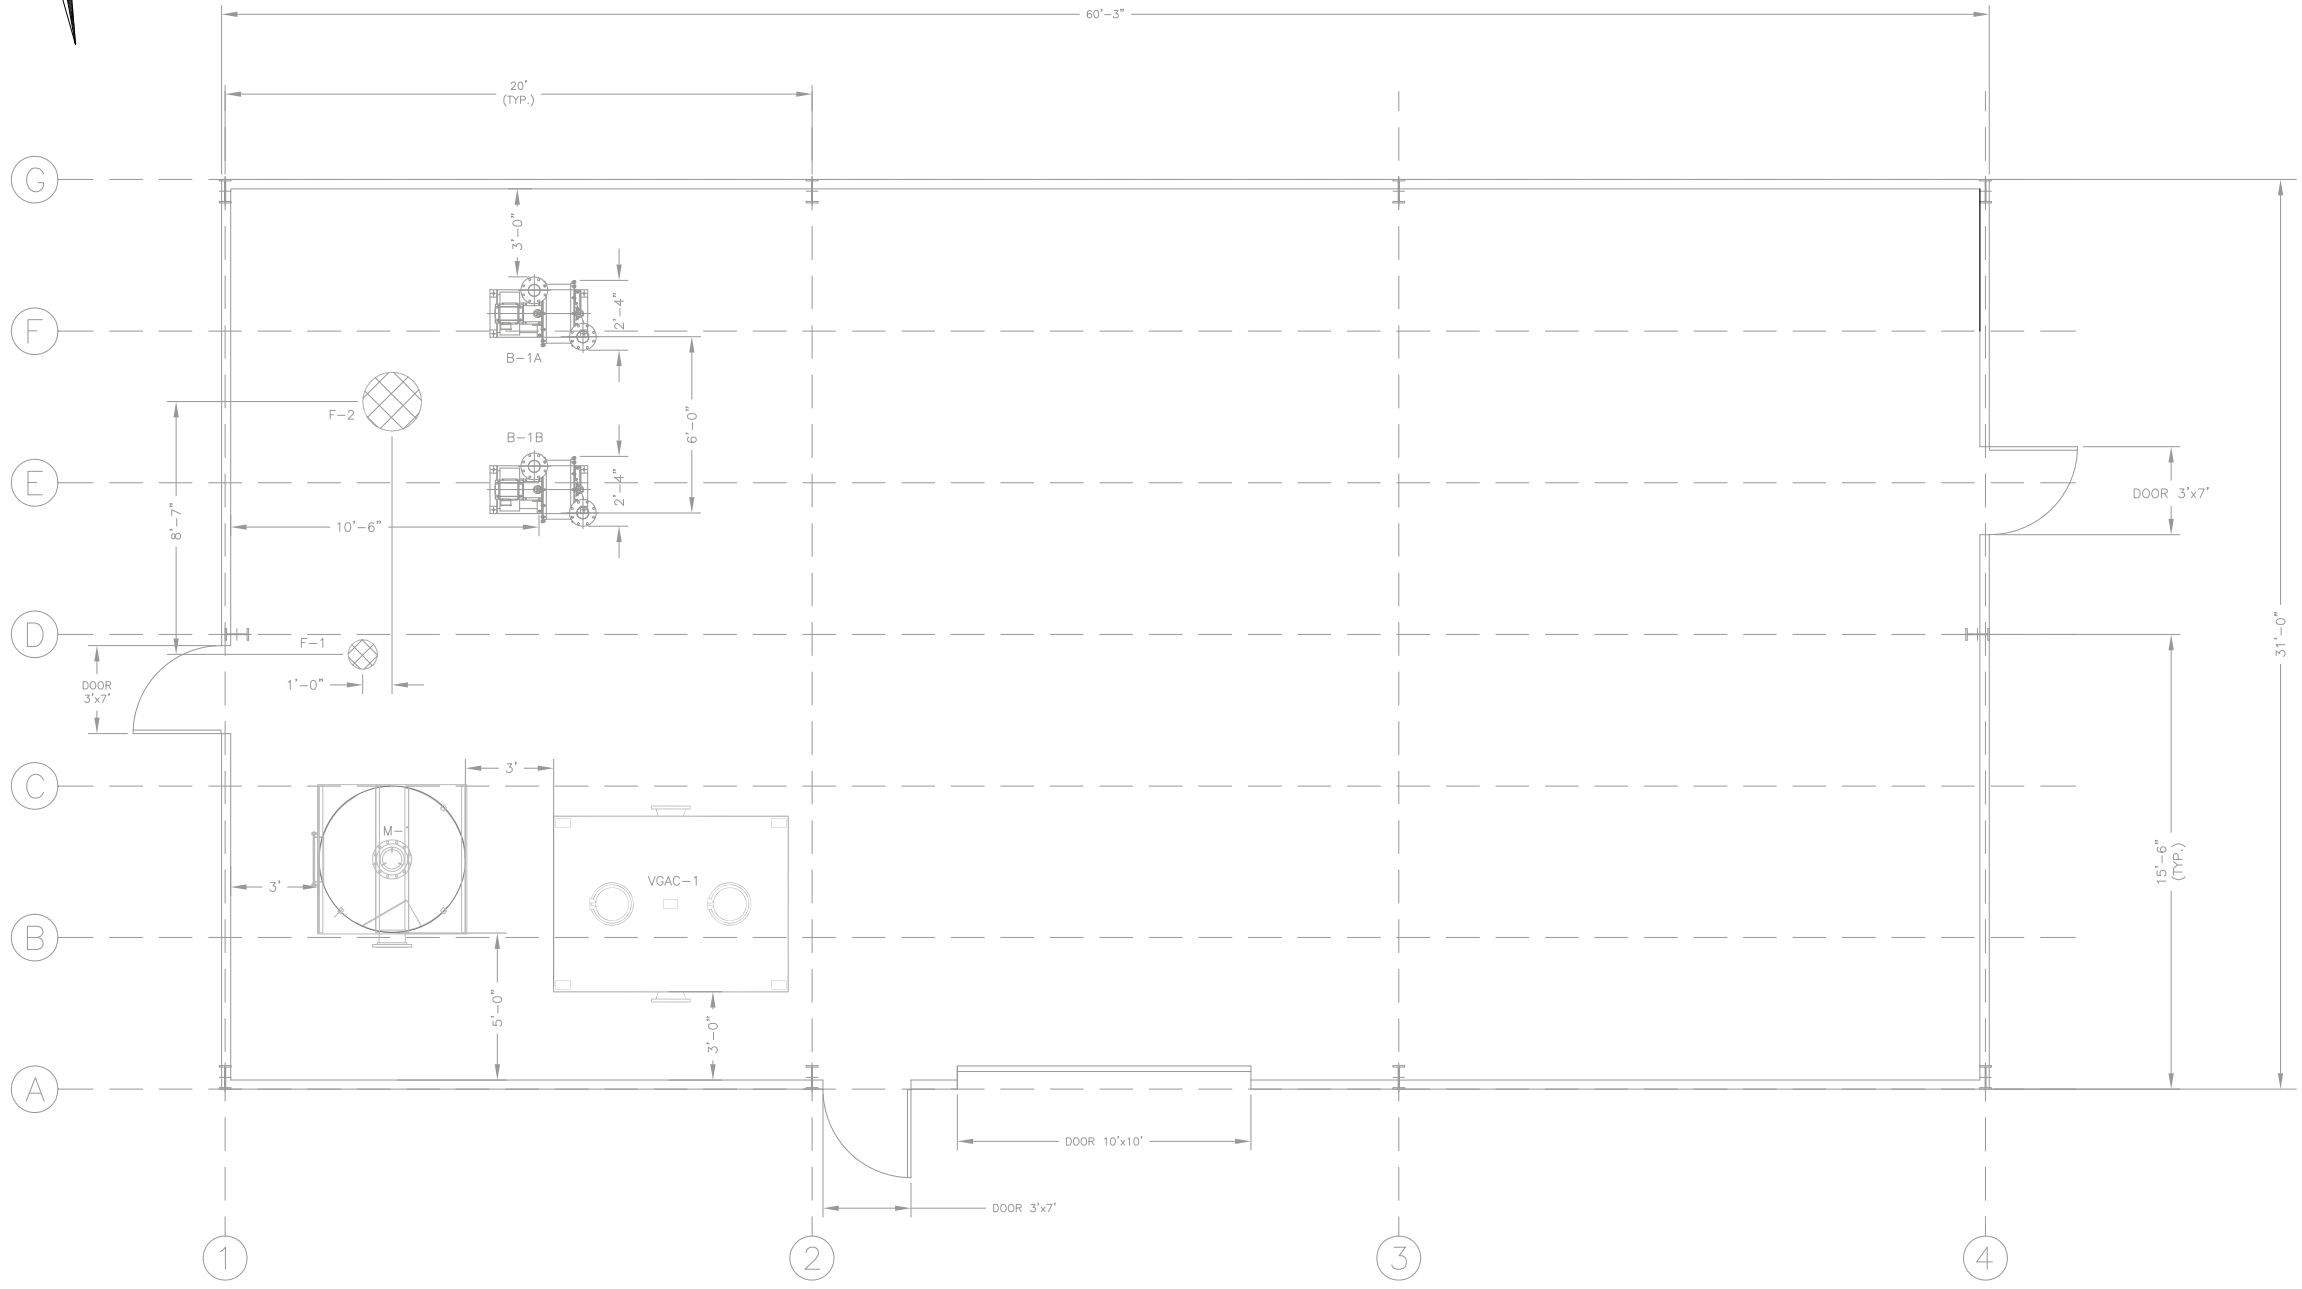 60'-3"
20'
(TYP.)
G
3'-0"
2'-4"
F
B-1A
F-2
6'-0"
B-1B
E
2'-4"
DOOR 3'x7'
8'-7"
10'-6"
D
F-1
31'-0"
1'-0"
DOOR
3'x7'
3'
C
M-
15'-6"
(TYP.)
VGAC-1
3'
B
5'-0"
3'-0"
A
DOOR 10'x10'
DOOR 3'x7'
1
2
3
4